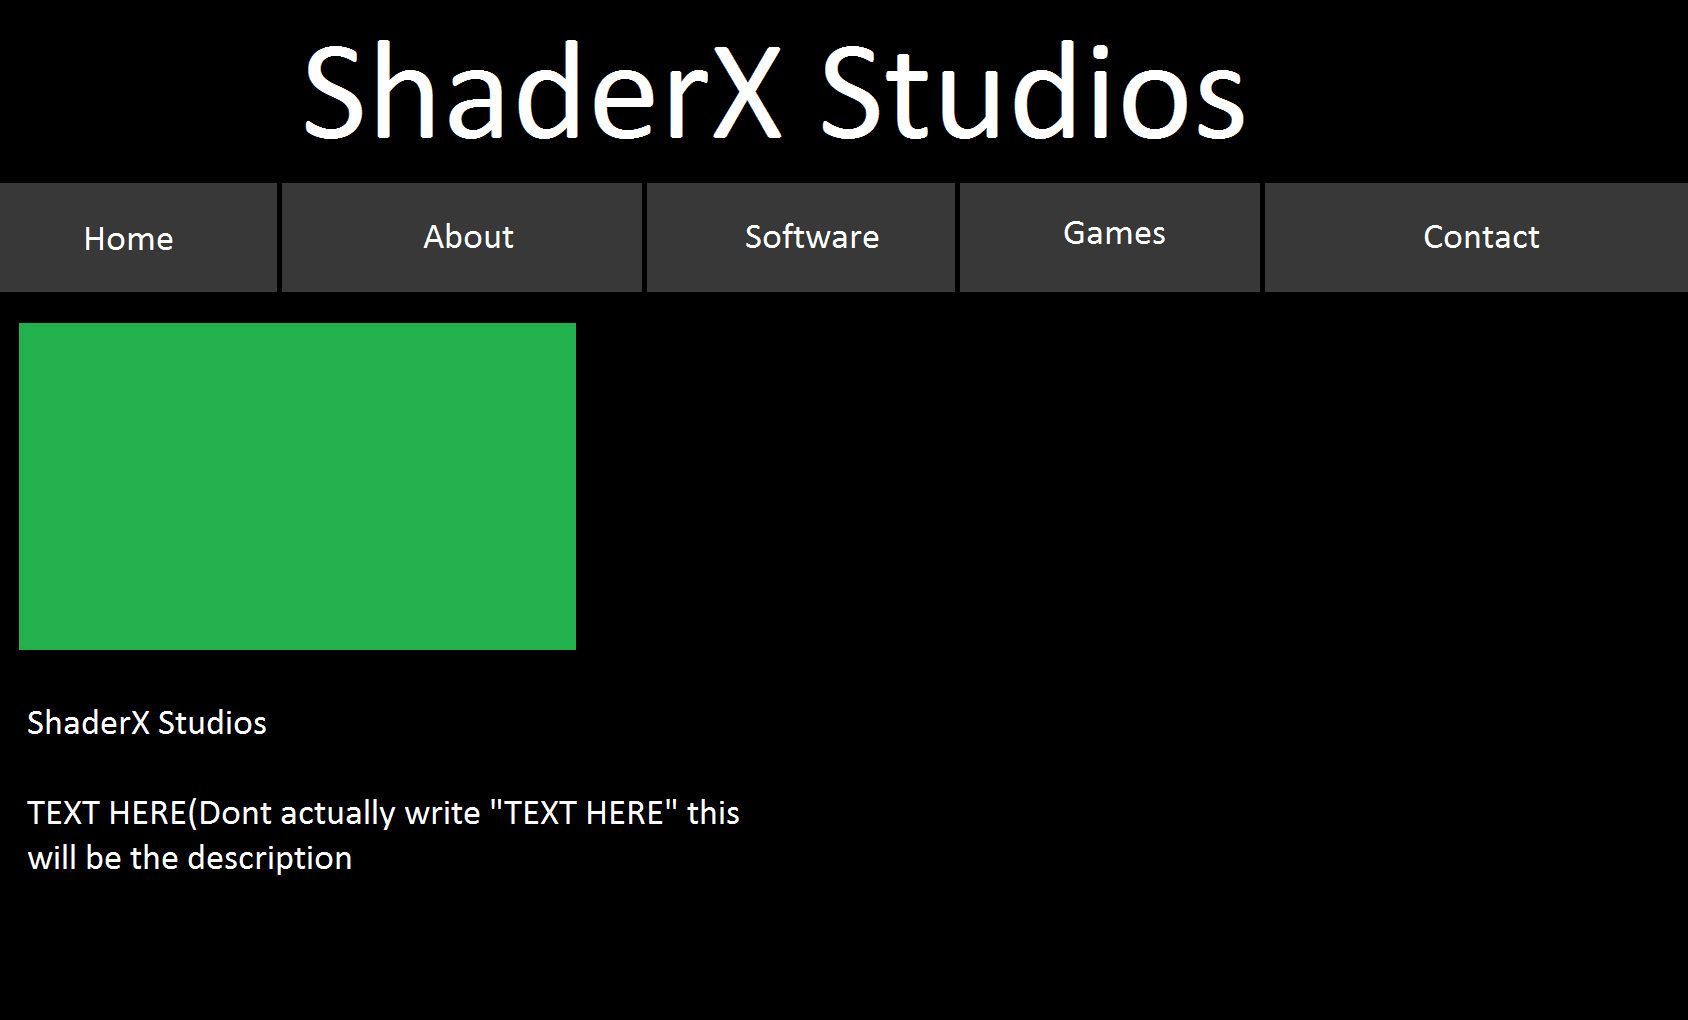 ShaderX Studios
Home About Software Games Contact
ShaderX Studios
TEXT HERE(Dont actually write "TEXT HERE" this
will be the description